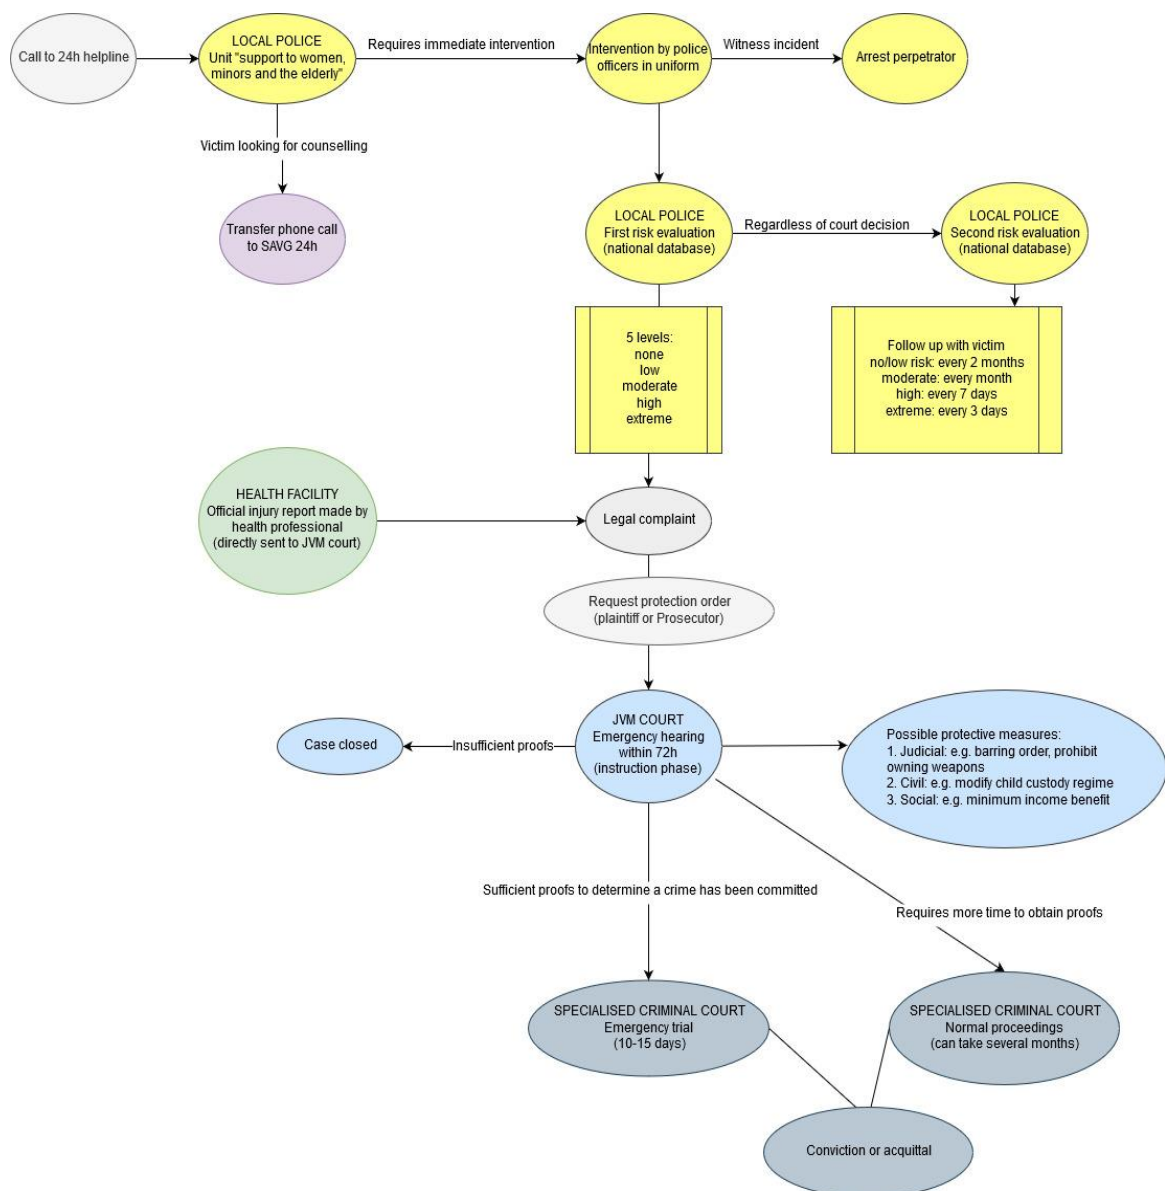 Call to 24h helpline
LOCAL POLICE
Unit "support to women,
minors and the elderly"
Requires immediate intervention
Intervention by police
officers in uniform
Witness incident
Arrest perpetrator
Victim looking for counselling
Transfer phone call
to SAVG 24h
LOCAL POLICE
First risk evaluation
(national database)
Regardless of court decision
LOCAL POLICE
Second risk evaluation
(national database)
5 levels:
none
low
moderate
high
extreme
Follow up with victim
no/low risk: every 2 months
moderate: every month
high: every 7 days
extreme: every 3 days
HEALTH FACILITY
Official injury report made by
health professional
(directly sent to JVM court)
Legal complaint
Request protection order
(plaintiff or Prosecutor)
Case closed
Insufficient proofs
JVM COURT
Emergency hearing
within 72h
(instruction phase)
Possible protective measures:
1. Judicial: e.g. barring order, prohibit
owning weapons
2. Civil: e.g. modify child custody regime
3. Social: e.g. minimum income benefit
Sufficient proofs to determine a crime has been committed
Requires more time to obtain proofs
SPECIALISED CRIMINAL COURT
Emergency trial
(10-15 days)
SPECIALISED CRIMINAL COURT
Normal proceedings
(can take several months)
Conviction or acquittal